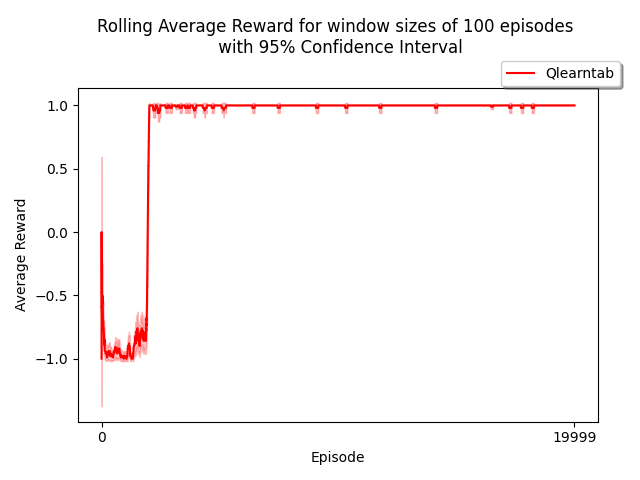 Rolling Average Reward for window sizes of 100 episodes
with 95% Confidence Interval
Qlearntab
1.0
0.5
0.0
−0.5
−1.0
Average Reward
0
19999
Episode